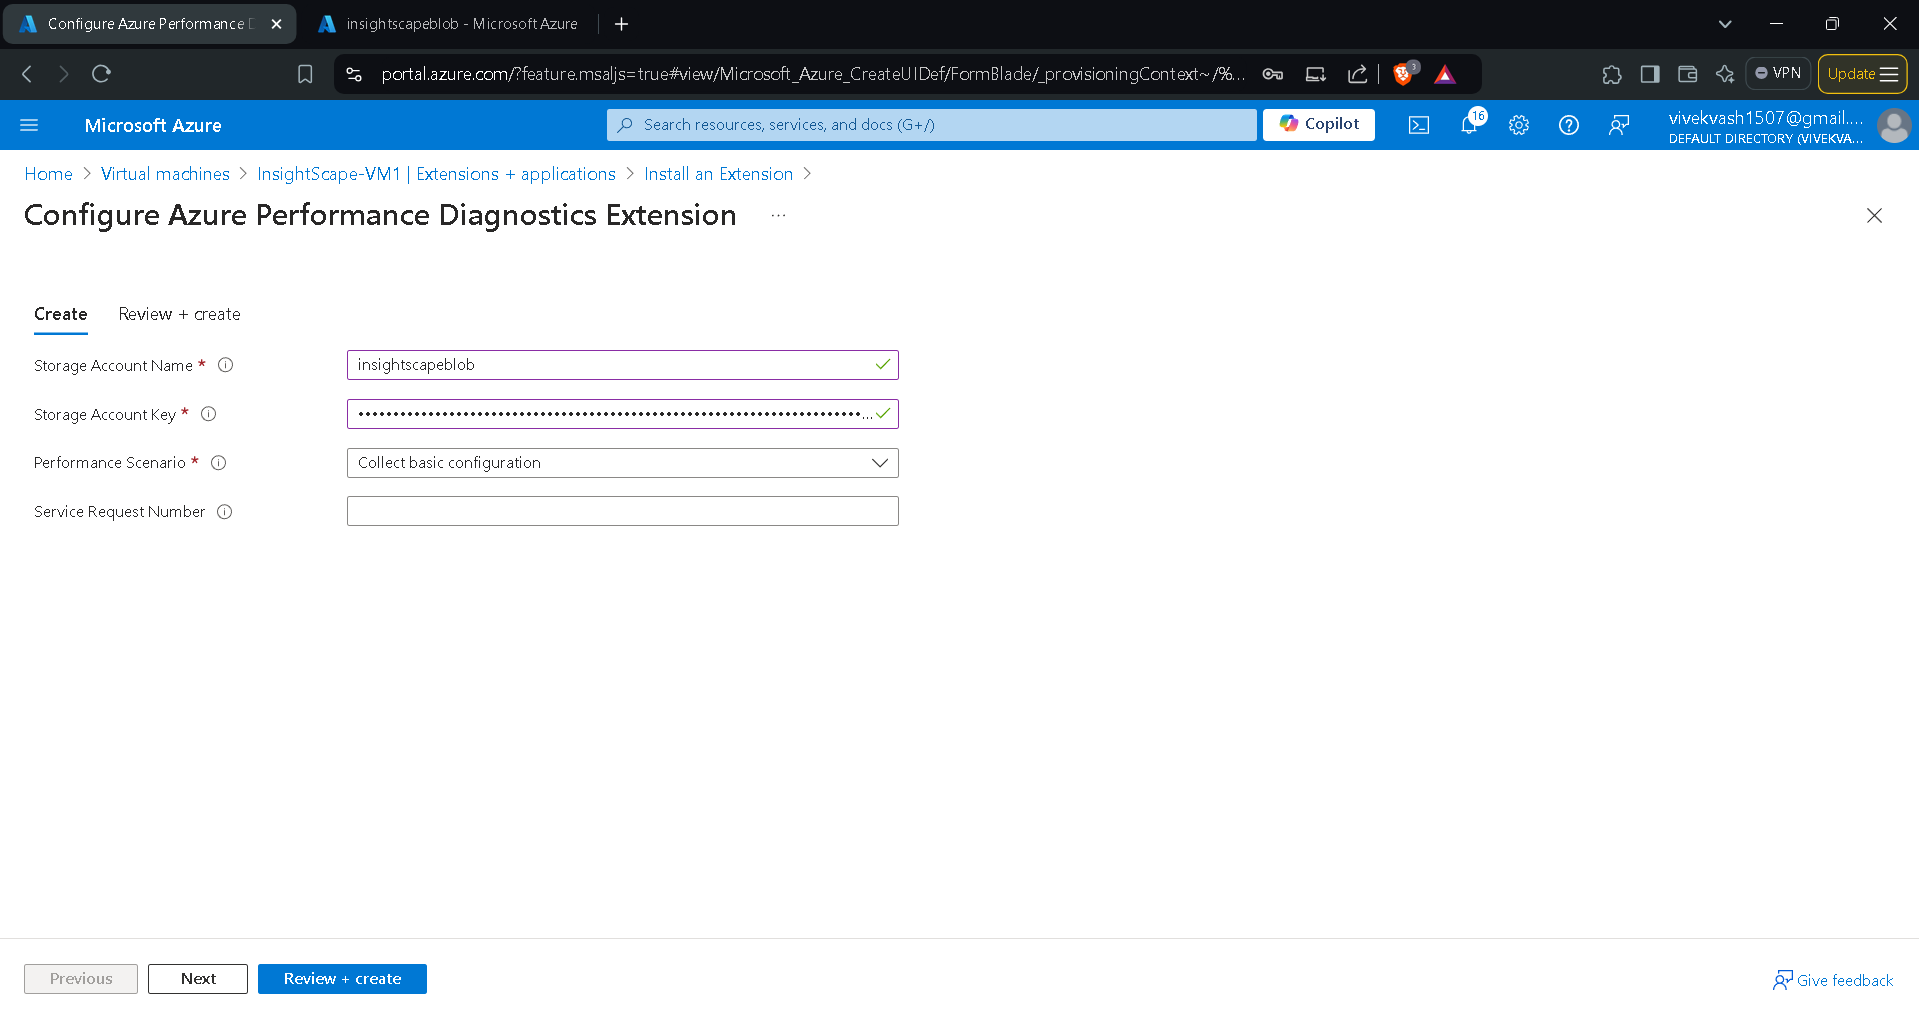 Configure Azure Performance D
insightscapeblob - Microsoft Azure
portal.azure.com/?feature.msaljs=true#view/Microsoft_Azure_CreateUIDef/FormBlade/_provisioningContext~/%...
3
VPN
Update
Microsoft Azure
Search resources, services, and docs (G+/)
Copilot
16
vivekvash1507@gmail....
DEFAULT DIRECTORY (VIVEKVA...
Home > Virtual machines > InsightScape-VM1 | Extensions + applications > Install an Extension >
Configure Azure Performance Diagnostics Extension ...
Create
Review + create
Storage Account Name *
insightscapeblob
Storage Account Key *
Performance Scenario *
Collect basic configuration
Service Request Number
Previous
Next
Review + create
Give feedback